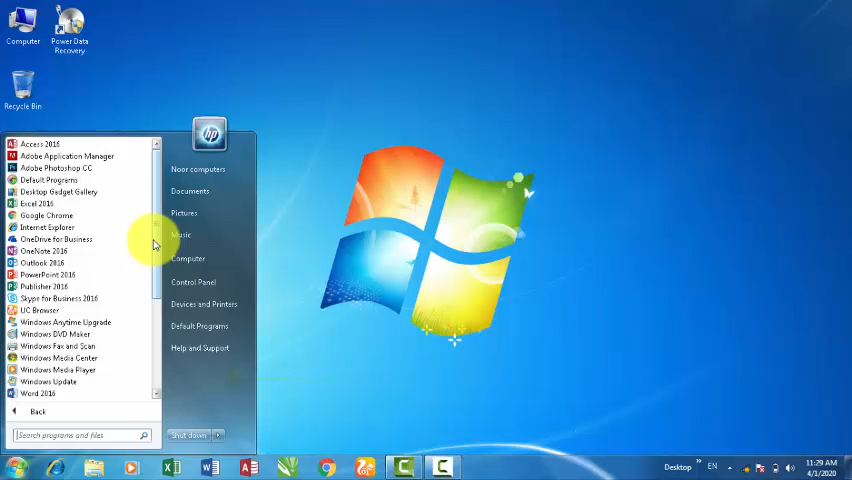 Computer
Power Data
Recovery
Recycle Bin
hp
Access 2016
Adobe Application Manager
Adobe Photoshop CC
Default Programs
Desktop Gadget Gallery
Excel 2016
Google Chrome
Internet Explorer
OneDrive for Business
OneNote 2016
Outlook 2016
PowerPoint 2016
Publisher 2016
Skype for Business 2016
UC Browser
Windows Anytime Upgrade
Windows DVD Maker
Windows Fax and Scan
Windows Media Center
Windows Media Player
Windows Update
Word 2016
Back
Search programs and files
Noor computers
Documents
Pictures
Music
Computer
Control Panel
Devices and Printers
Default Programs
Help and Support
Shut down
Desktop
EN
11:29 AM
4/1/2020